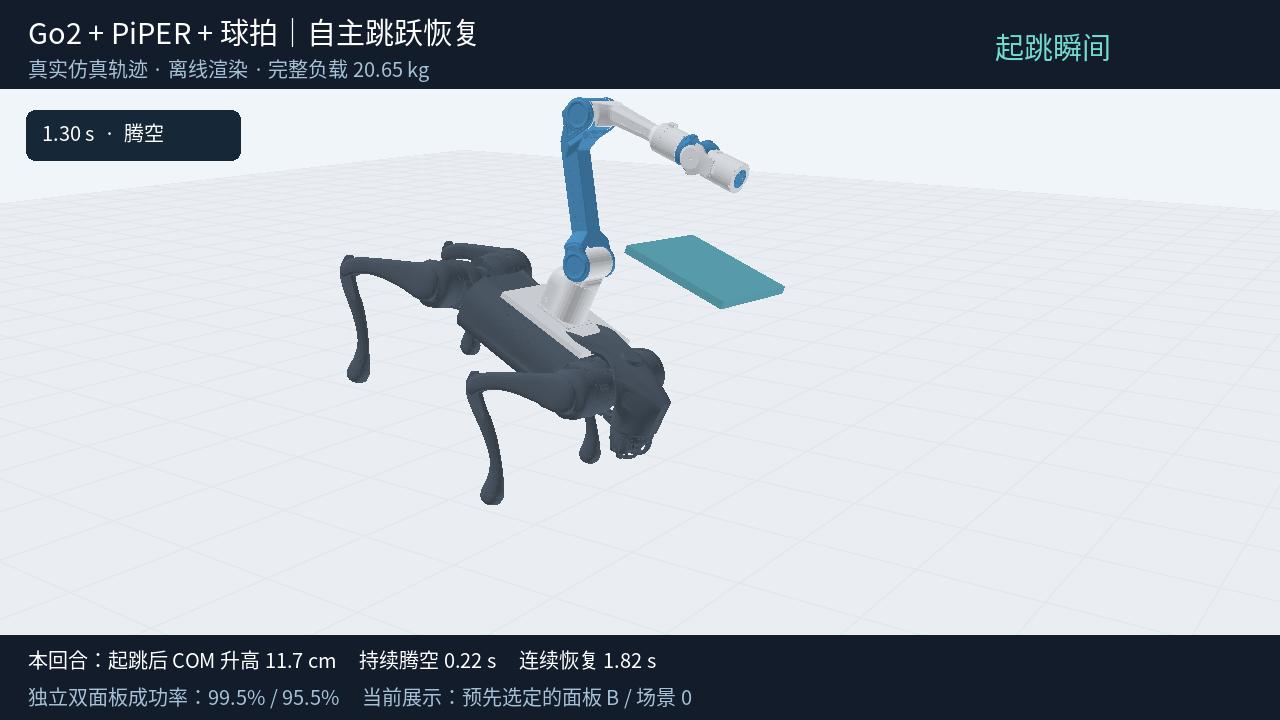 Go2 + PiPER + 球拍｜自主跳跃恢复
真实仿真轨迹 · 离线渲染 · 完整负载 20.65 kg
起跳瞬间
1.30 s · 腾空
本回合：起跳后 COM 升高 11.7 cm 持续腾空 0.22 s 连续恢复 1.82 s
独立双面板成功率：99.5% / 95.5% 当前展示：预先选定的面板 B / 场景 0